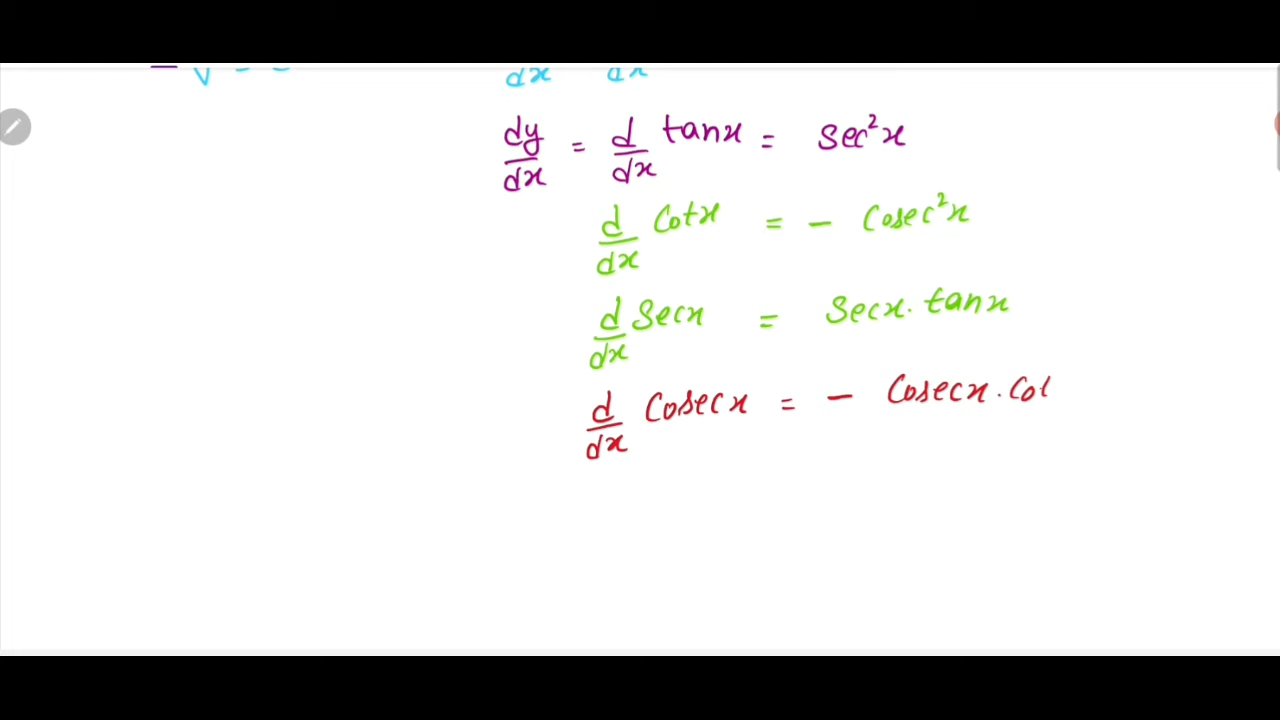 dy/dx = d/dx tanx = Sec²x
d/dx Cotx = - Cosec²x
d/dx Secx = Secx. tanx
d/dx Cosecx = - Cosecx. Cot